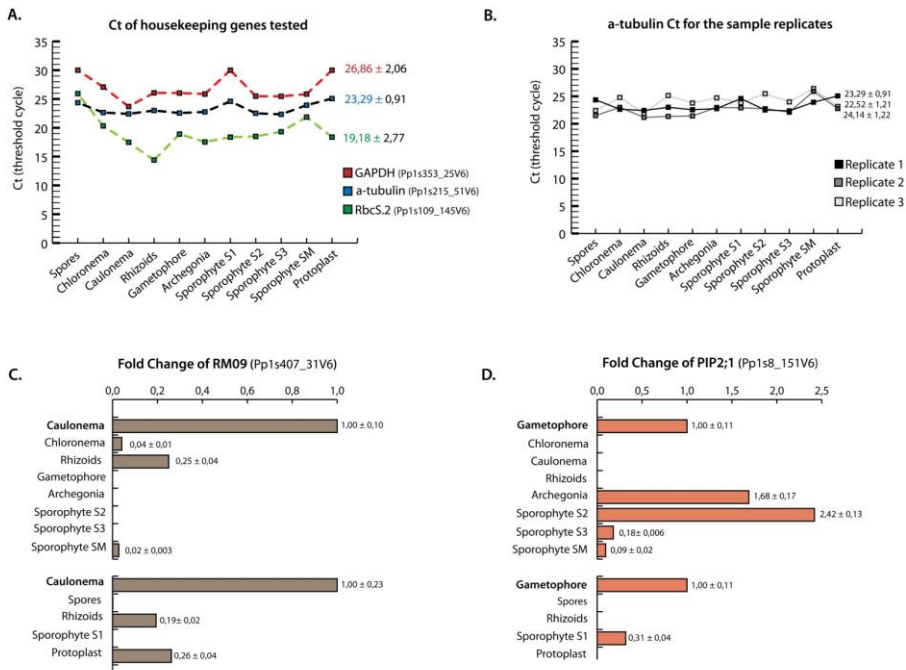 A.
Ct of housekeeping genes tested
Ct (threshold cycle)
35
30
25
20
15
10
5
0
26,86 ± 2,06
23,29 ± 0,91
19,18 ± 2,77
GAPDH (Pp1s353_25V6)
a-tubulin (Pp1s215_51V6)
RbcS.2 (Pp1s109_145V6)
Spores
Chloronema
Caulonema
Rhizoids
Gametophore
Archegonia
Sporophyte S1
Sporophyte S2
Sporophyte S3
Sporophyte SM
Protoplast
B.
a-tubulin Ct for the sample replicates
Ct (threshold cycle)
35
30
25
20
15
10
5
0
23,29 ± 0,91
22,52 ± 1,21
24,14 ± 1,22
Replicate 1
Replicate 2
Replicate 3
Spores
Chloronema
Caulonema
Rhizoids
Gametophore
Archegonia
Sporophyte S1
Sporophyte S2
Sporophyte S3
Sporophyte SM
Protoplast
C.
Fold Change of RM09 (Pp1s407_31V6)
0,0 0,2 0,4 0,6 0,8 1,0
Caulonema 1,00 ± 0,10
Chloronema 0,04 ± 0,01
Rhizoids 0,25 ± 0,04
Gametophore
Archegonia
Sporophyte S2
Sporophyte S3
Sporophyte SM 0,02 ± 0,003
Caulonema 1,00 ± 0,23
Spores
Rhizoids 0,19± 0,02
Sporophyte S1
Protoplast 0,26 ± 0,04
D.
Fold Change of PIP2;1 (Pp1s8_151V6)
0,0 0,5 1,0 1,5 2,0 2,5
Gametophore 1,00 ± 0,11
Chloronema
Caulonema
Rhizoids
Archegonia 1,68 ± 0,17
Sporophyte S2 2,42 ± 0,13
Sporophyte S3 0,18± 0,006
Sporophyte SM 0,09 ± 0,02
Gametophore 1,00 ± 0,11
Spores
Rhizoids
Sporophyte S1 0,31 ± 0,04
Protoplast